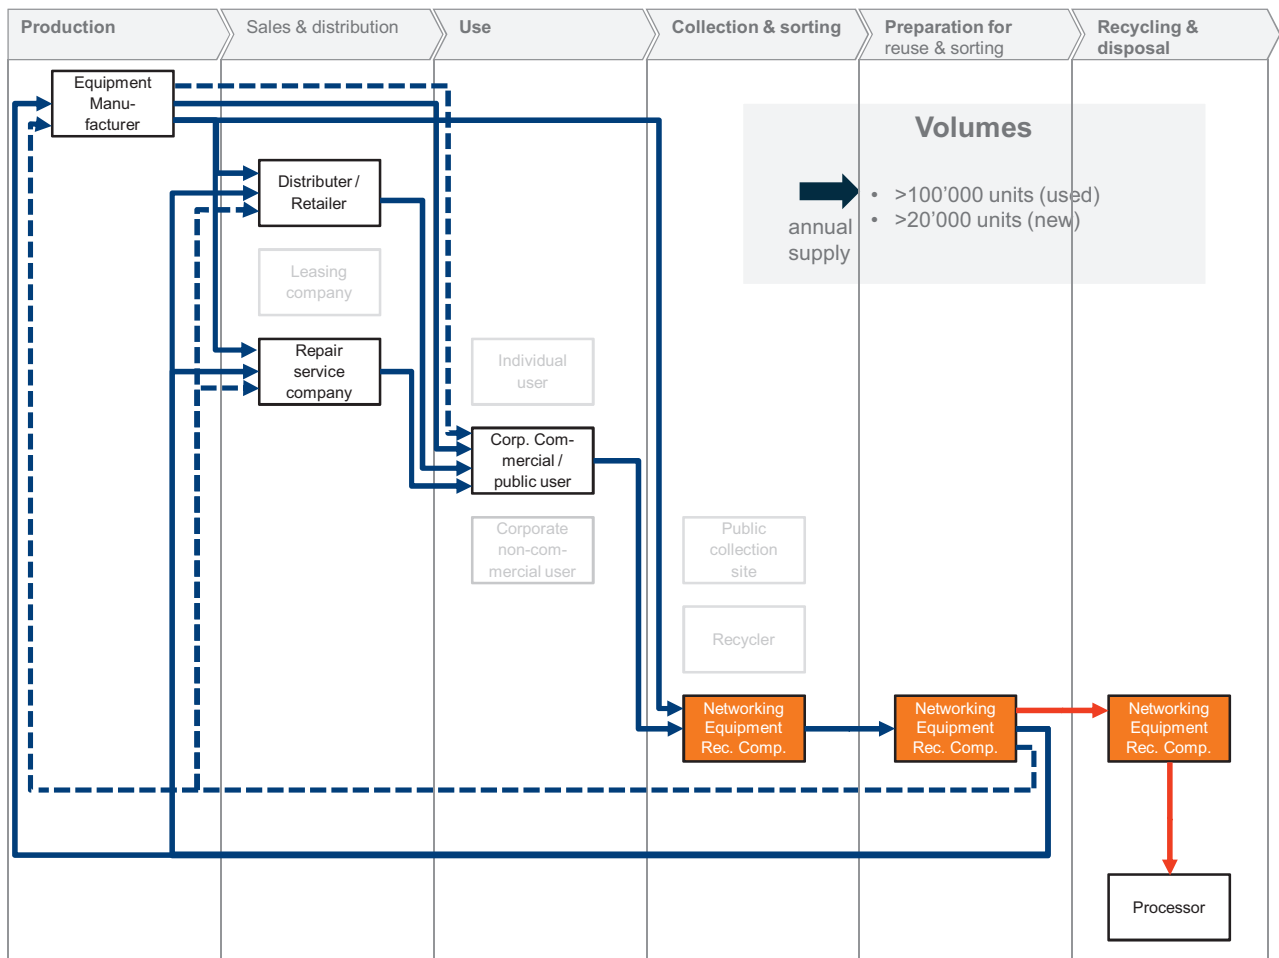 Production
Sales & distribution
Use
Collection & sorting
Preparation for
reuse & sorting
Recycling &
disposal
Equipment
Manu-
facturer
Volumes
annual
supply
• >100’000 units (used)
• >20’000 units (new)
Distributer /
Retailer
Leasing
company
Repair
service
company
Individual
user
Corp. Com-
mercial /
public user
Corporate
non-com-
mercial user
Public
collection
site
Recycler
Networking
Equipment
Rec. Comp.
Networking
Equipment
Rec. Comp.
Networking
Equipment
Rec. Comp.
Processor